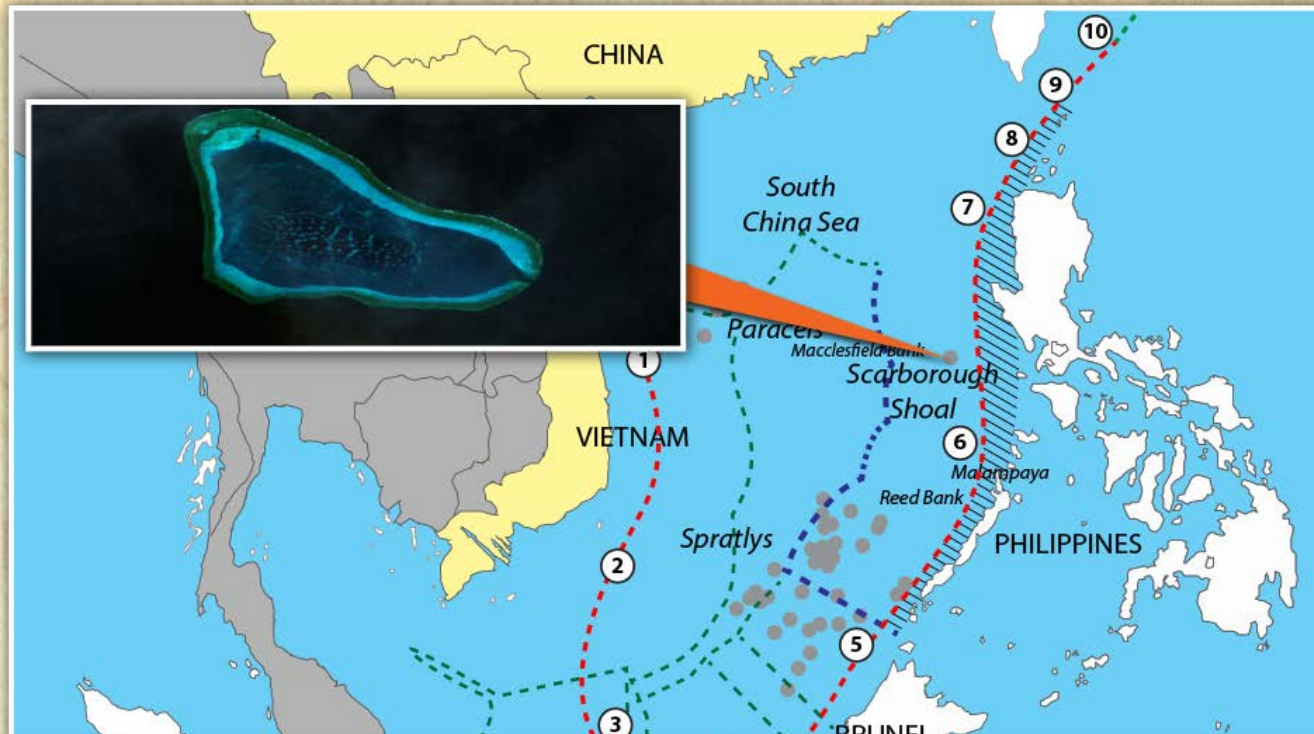 CHINA
10
9
8
7
South
China Sea
Paracels
Macclesfield Bank
1
Scarborough
Shoal
VIETNAM
6
Malampaya
Reed Bank
Spratlys
PHILIPPINES
2
5
3
BRUNEI